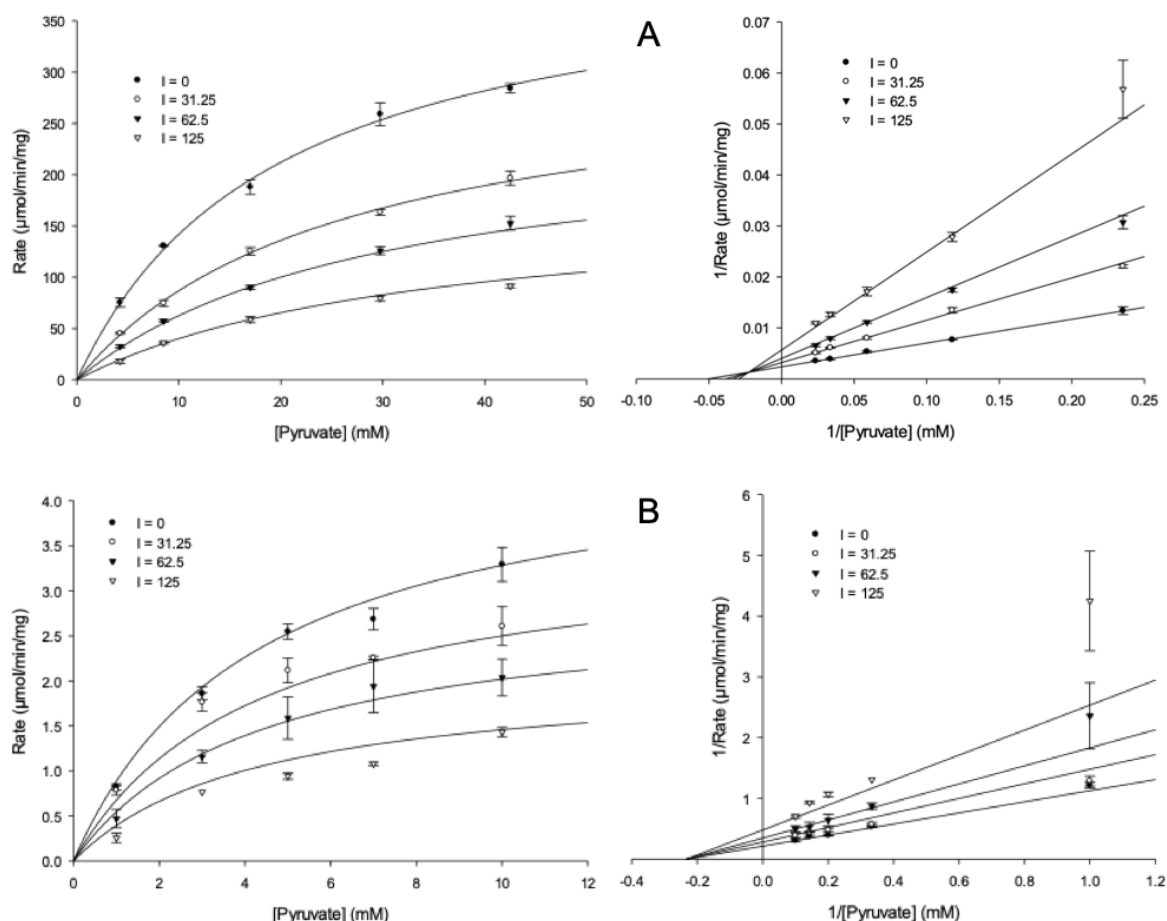 A
Rate (µmol/min/mg)
350
300
250
200
150
100
50
0
I = 0
I = 31.25
I = 62.5
I = 125
0 10 20 30 40 50
[Pyruvate] (mM)
1/Rate (µmol/min/mg)
0.07
0.06
0.05
0.04
0.03
0.02
0.01
I = 0
I = 31.25
I = 62.5
I = 125
-0.10 -0.05 0.00 0.05 0.10 0.15 0.20 0.25
1/[Pyruvate] (mM)
B
Rate (µmol/min/mg)
4.0
3.5
3.0
2.5
2.0
1.5
1.0
0.5
0.0
I = 0
I = 31.25
I = 62.5
I = 125
0 2 4 6 8 10 12
[Pyruvate] (mM)
1/Rate (µmol/min/mg)
6
5
4
3
2
1
I = 0
I = 31.25
I = 62.5
I = 125
-0.4 -0.2 0.0 0.2 0.4 0.6 0.8 1.0 1.2
1/[Pyruvate] (mM)